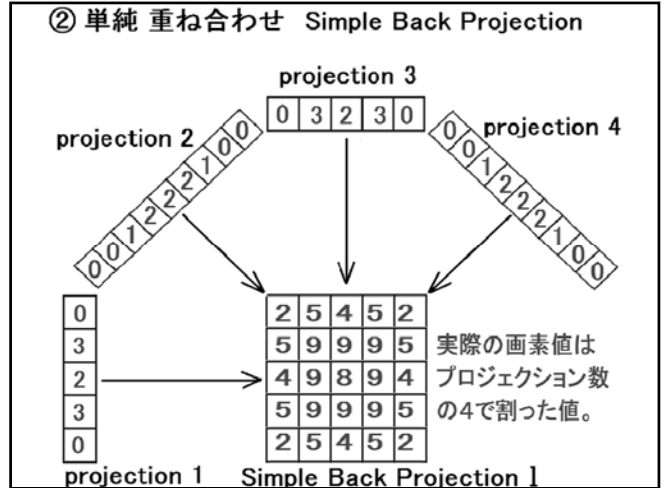 ② 単純 重ね合わせ Simple Back Projection
projection 3
0 3 2 3 0
projection 2
0 0 1 2 2 2 1 0 0
projection 4
0 0 1 2 2 2 1 0 0
0
3
2
3
0
projection 1
2 5 4 5 2
5 9 9 9 5
4 9 8 9 4
5 9 9 9 5
2 5 4 5 2
実際の画素値は
プロジェクション数
の4で割った値。
Simple Back Projection l